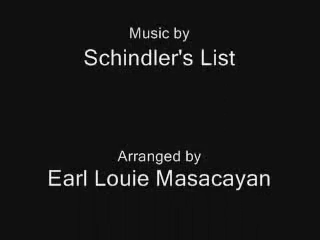 Music by
Schindler's List
Arranged by
Earl Louie Masacayan